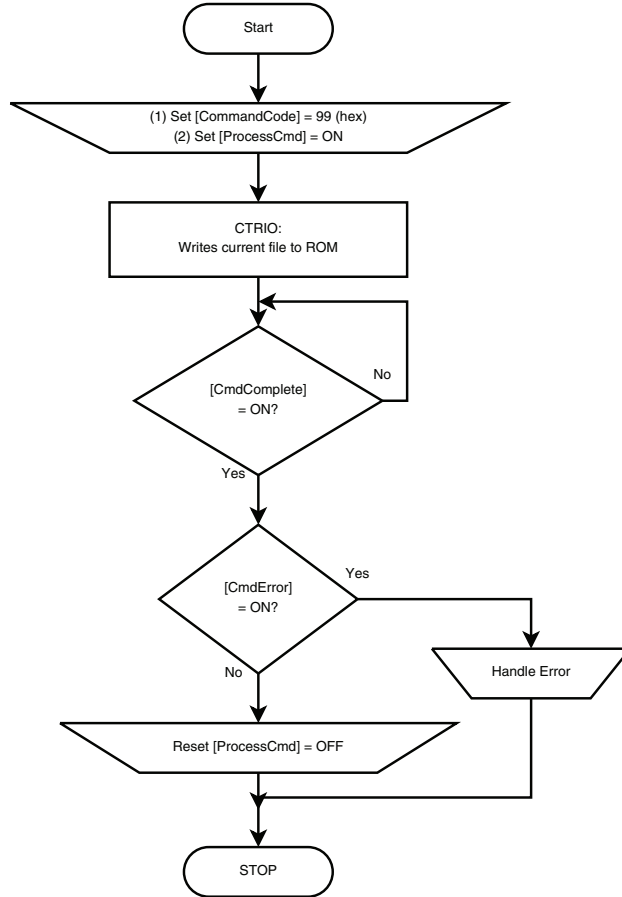 Start
(1) Set [CommandCode] = 99 (hex)
(2) Set [ProcessCmd] = ON
CTRIO:
Writes current file to ROM
No
[CmdComplete]
= ON?
Yes
Yes
[CmdError]
= ON?
Handle Error
No
Reset [ProcessCmd] = OFF
STOP